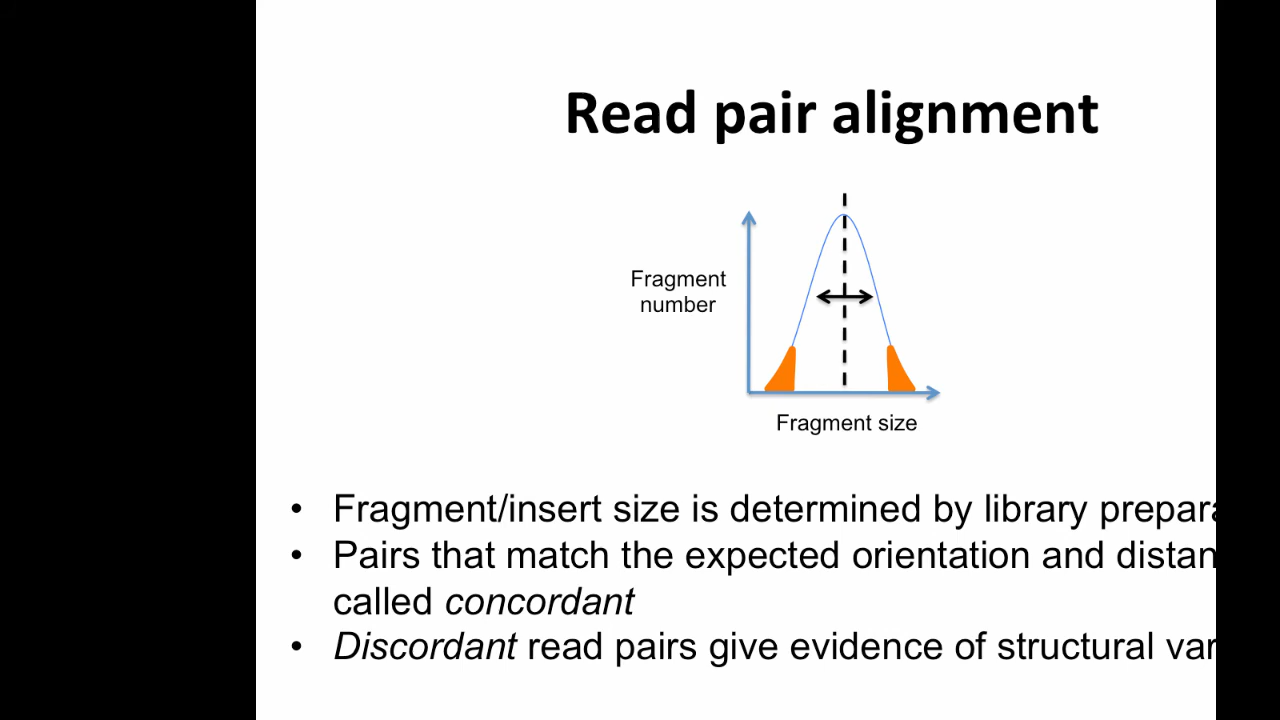 Read pair alignment
Fragment
number
Fragment size
• Fragment/insert size is determined by library
• Pairs that match the expected orientation and
called concordant
• Discordant read pairs give evidence of structural